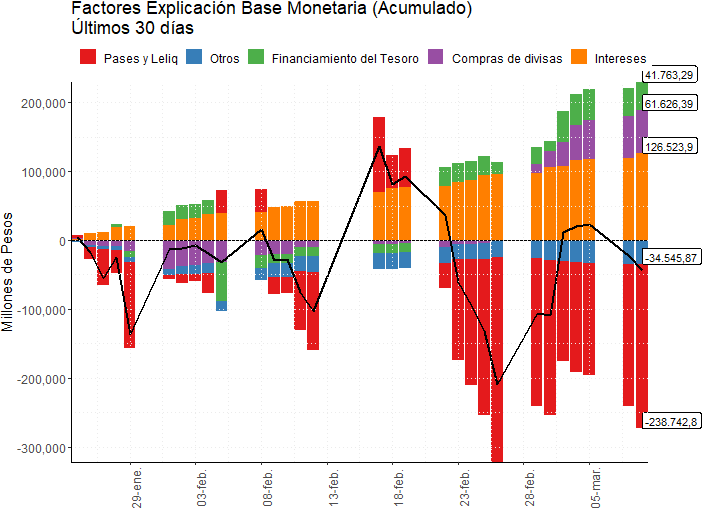 Factores Explicación Base Monetaria (Acumulado)
Últimos 30 días
Pases y Leliq
Otros
Financiamiento del Tesoro
Compras de divisas
Intereses
Millones de Pesos
200,000
100,000
0
-100,000
-200,000
-300,000
41.763,29
61.626,39
126.523,9
-34.545,87
-238.742,8
29-ene.
03-feb.
08-feb.
13-feb.
18-feb.
23-feb.
28-feb.
05-mar.